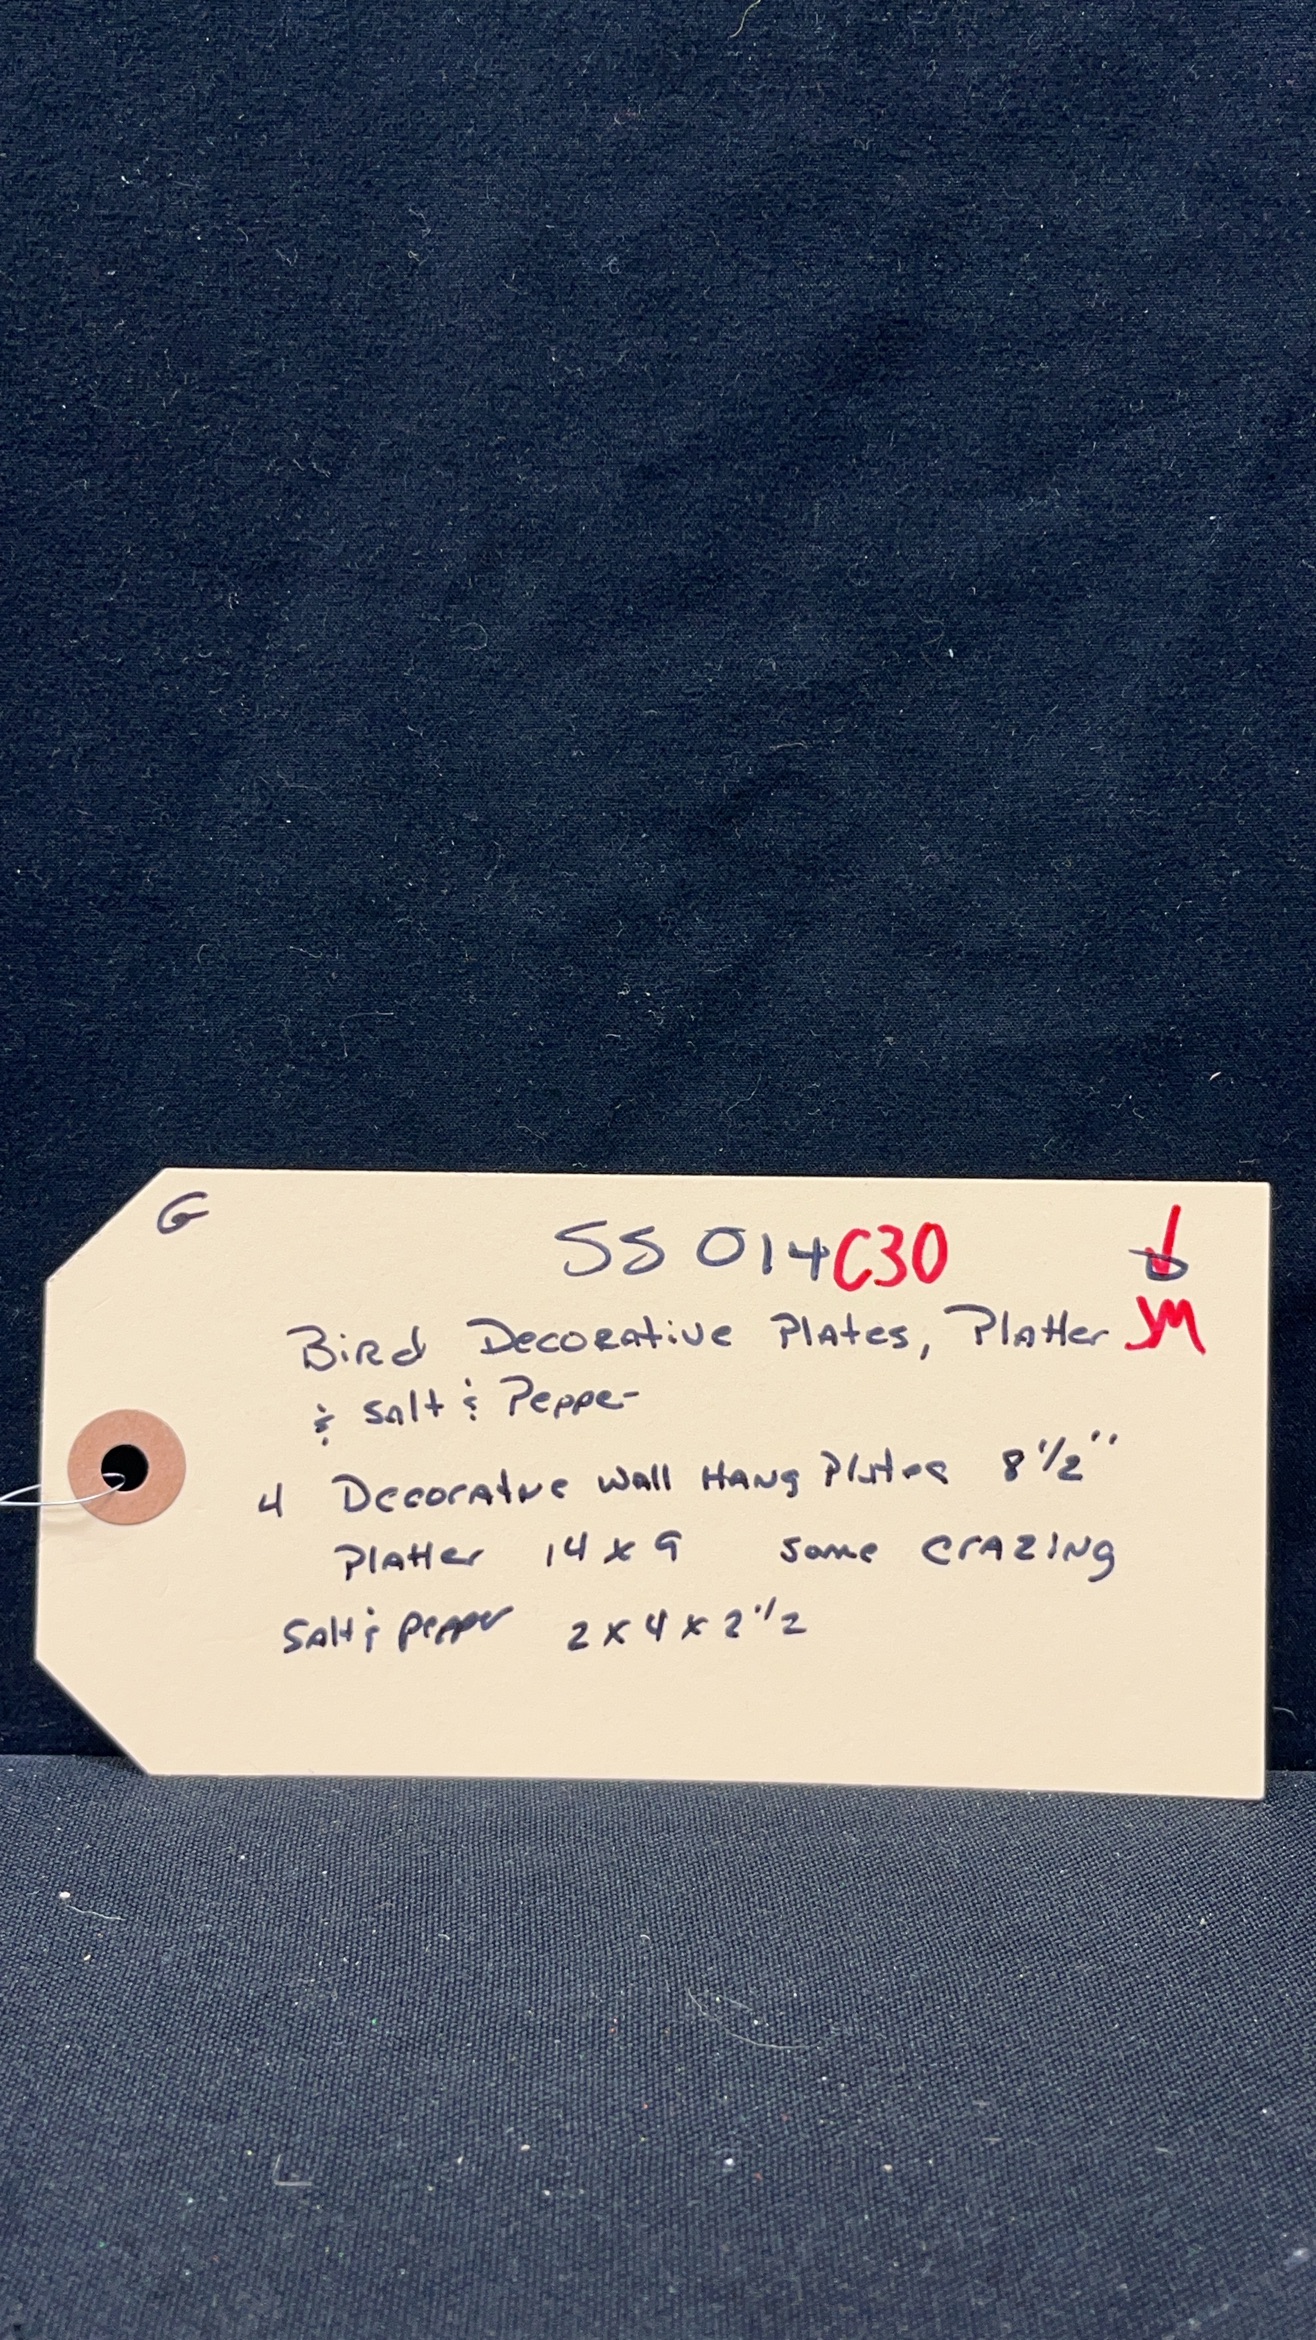 G
SS 014 C30
Bird Decorative Plates, Platter JM
& Salt & Pepper
4 Decorative Wall Hang Plates 8 1/2"
Platter 14 x 9 some crazing
Salt & pepper 2 x 4 x 2 1/2